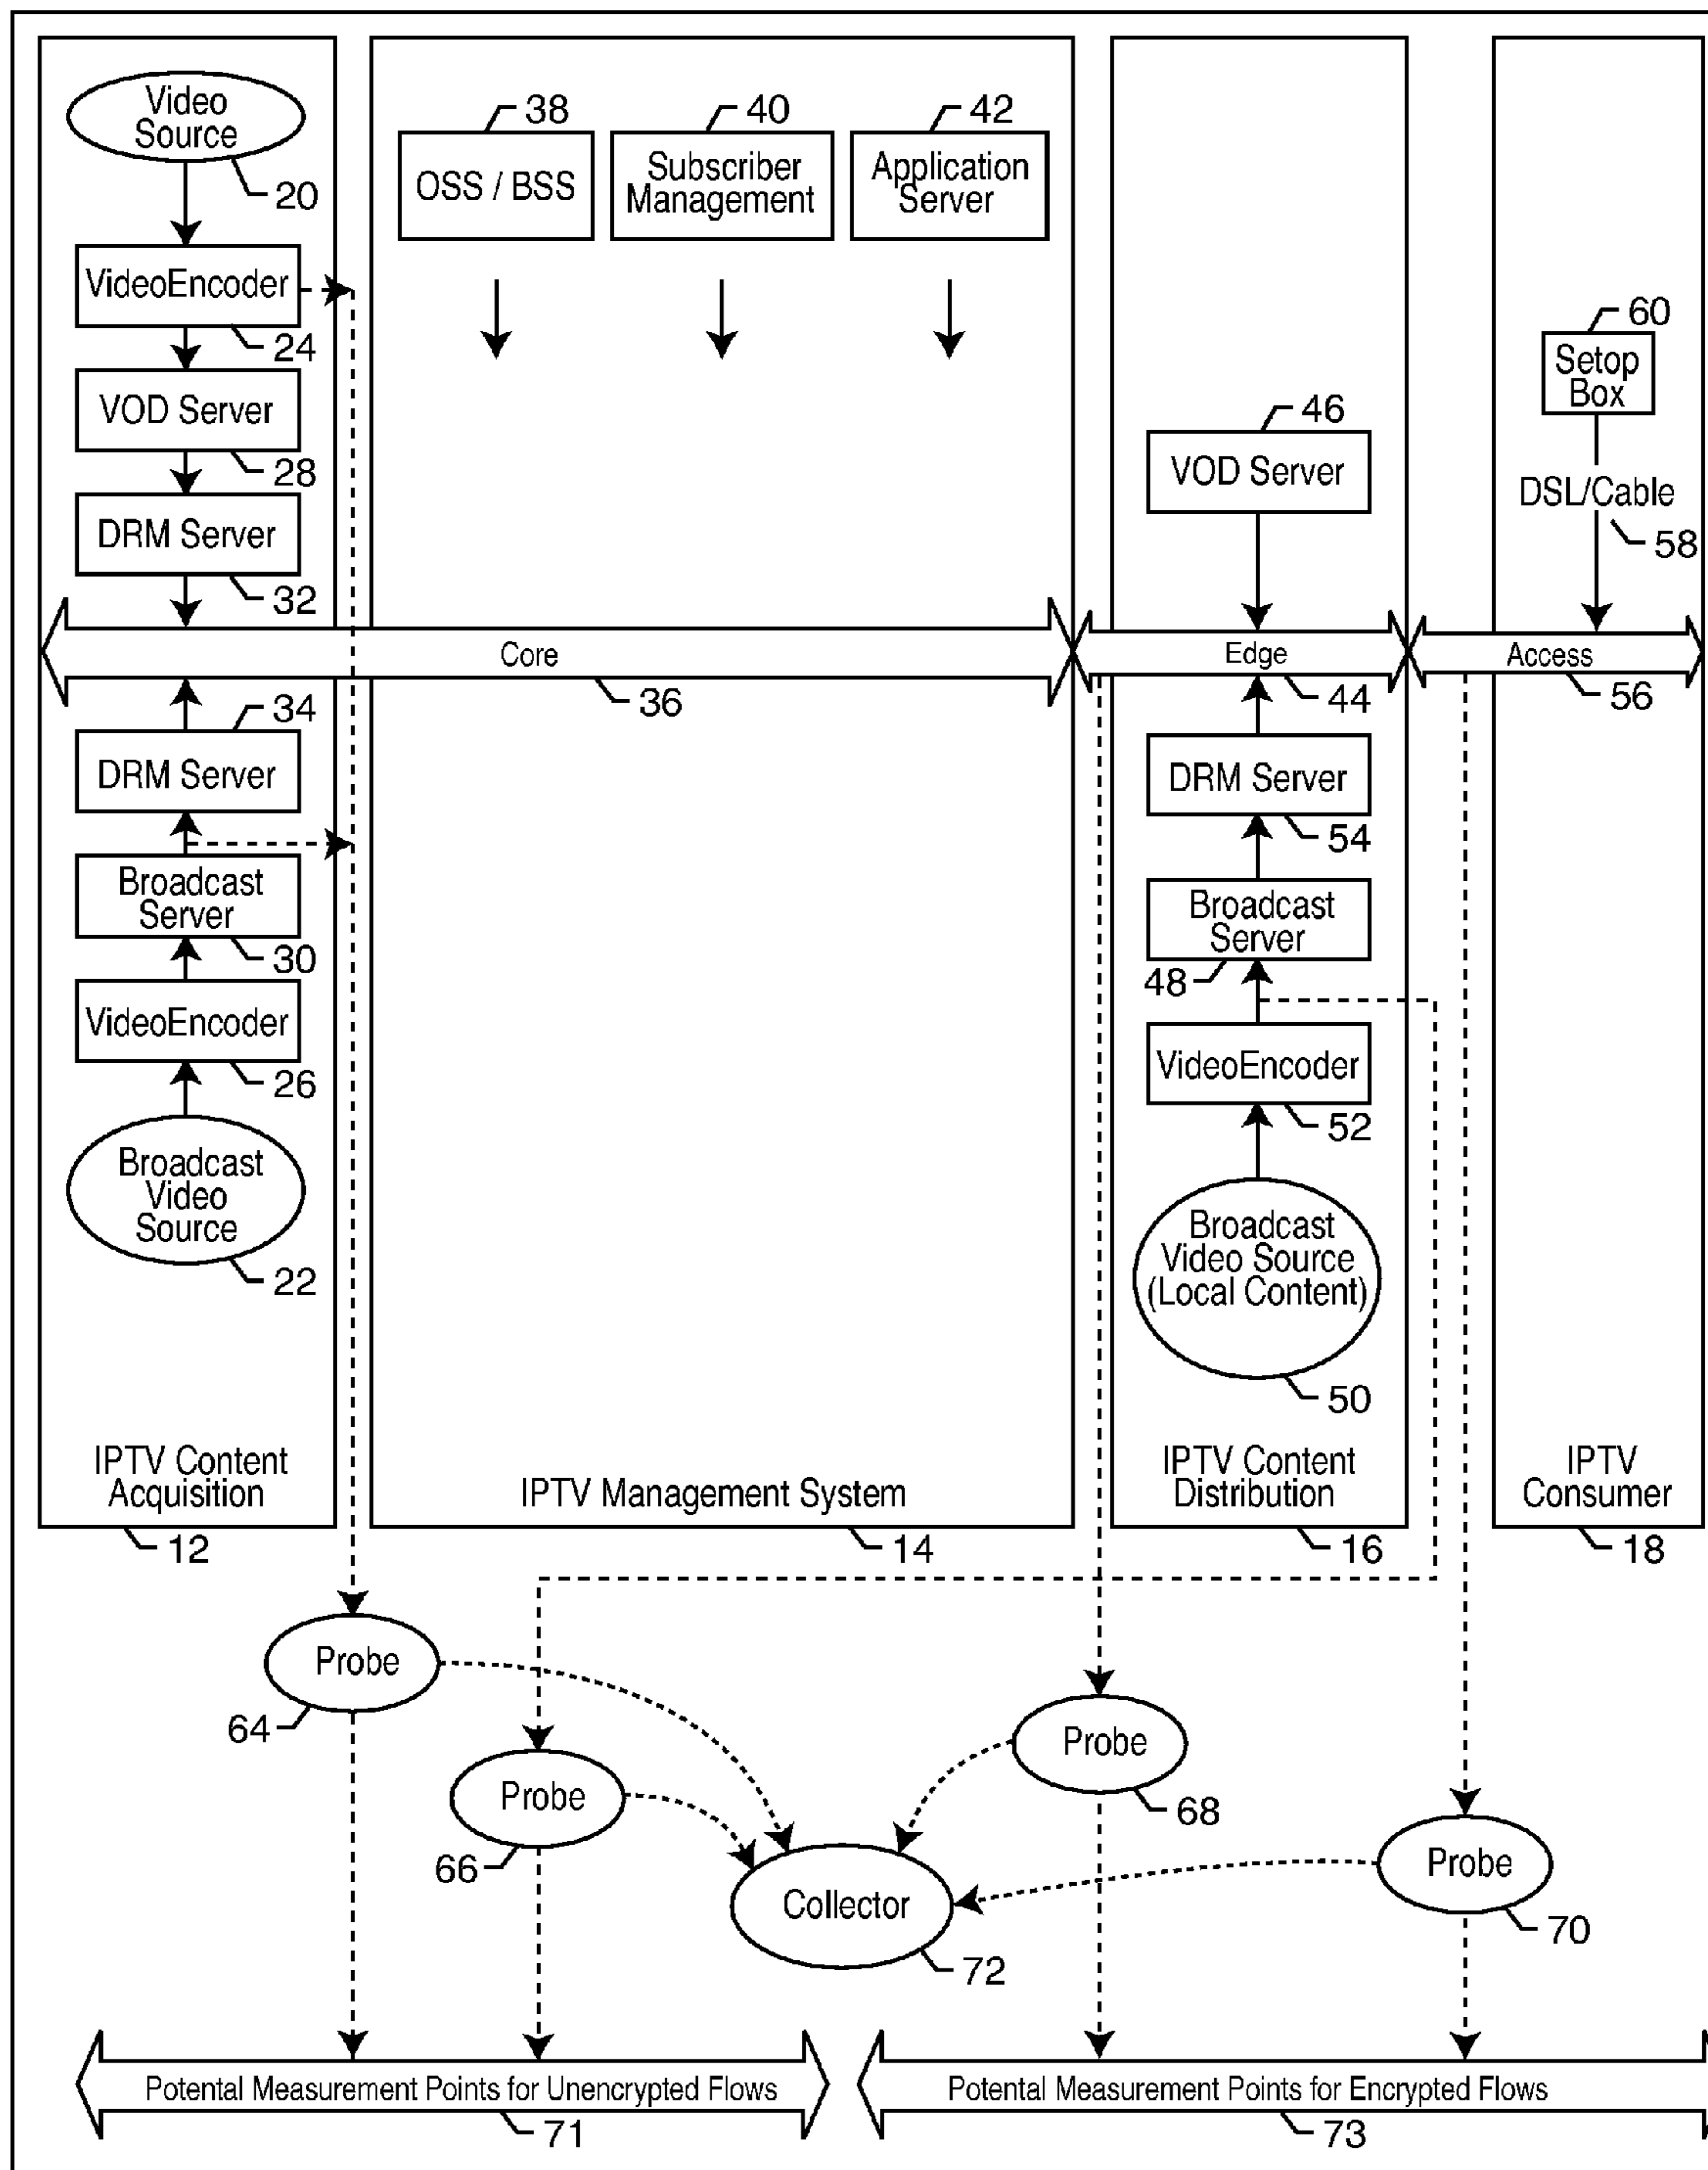 Video
Source
20
VideoEncoder
24
VOD Server
28
DRM Server
32
38
OSS / BSS
40
Subscriber
Management
42
Application
Server
46
VOD Server
60
Setop
Box
DSL/Cable
58
Core
36
Edge
44
Access
56
34
DRM Server
Broadcast
Server
30
VideoEncoder
26
Broadcast
Video
Source
22
DRM Server
54
Broadcast
Server
48
VideoEncoder
52
Broadcast
Video Source
(Local Content)
50
IPTV Content
Acquisition
12
IPTV Management System
14
IPTV Content
Distribution
16
IPTV
Consumer
18
Probe
64
Probe
66
Probe
68
Probe
70
Collector
72
Potental Measurement Points for Unencrypted Flows
71
Potental Measurement Points for Encrypted Flows
73